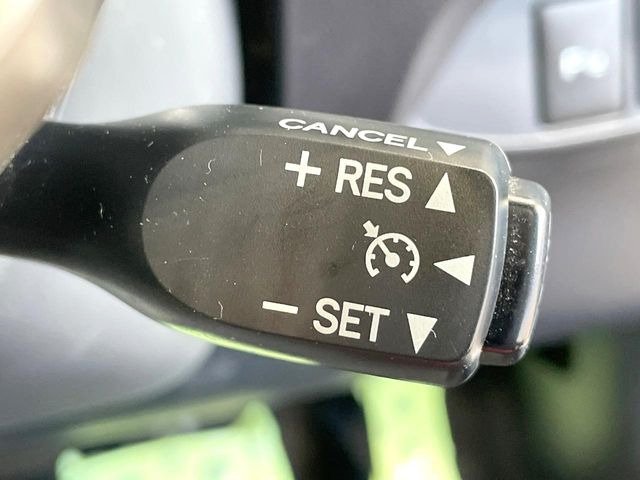 CANCEL ▼
+ RES ▲
◀
− SET ▼